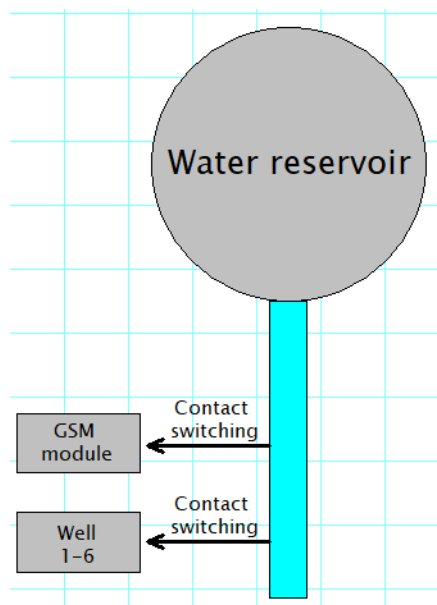 Water reservoir
Contact
switching
GSM
module
Contact
switching
Well
1-6